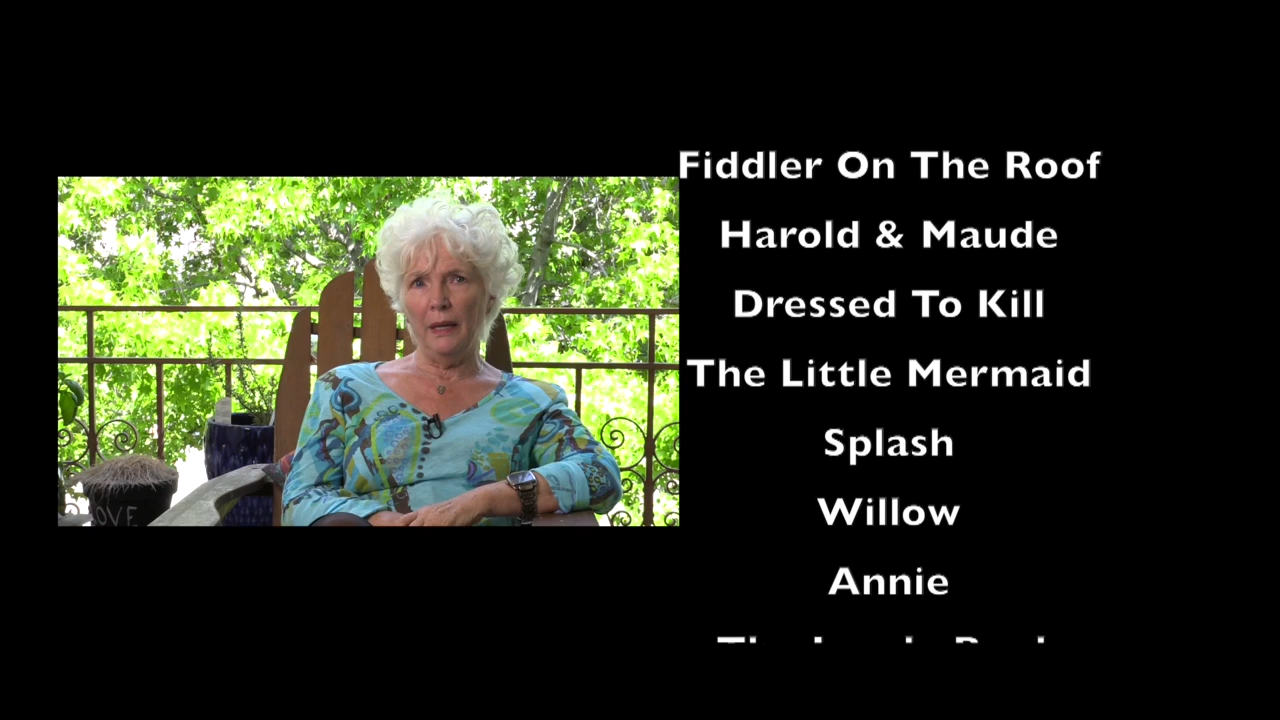 Fiddler On The Roof
Harold & Maude
Dressed To Kill
The Little Mermaid
Splash
Willow
Annie